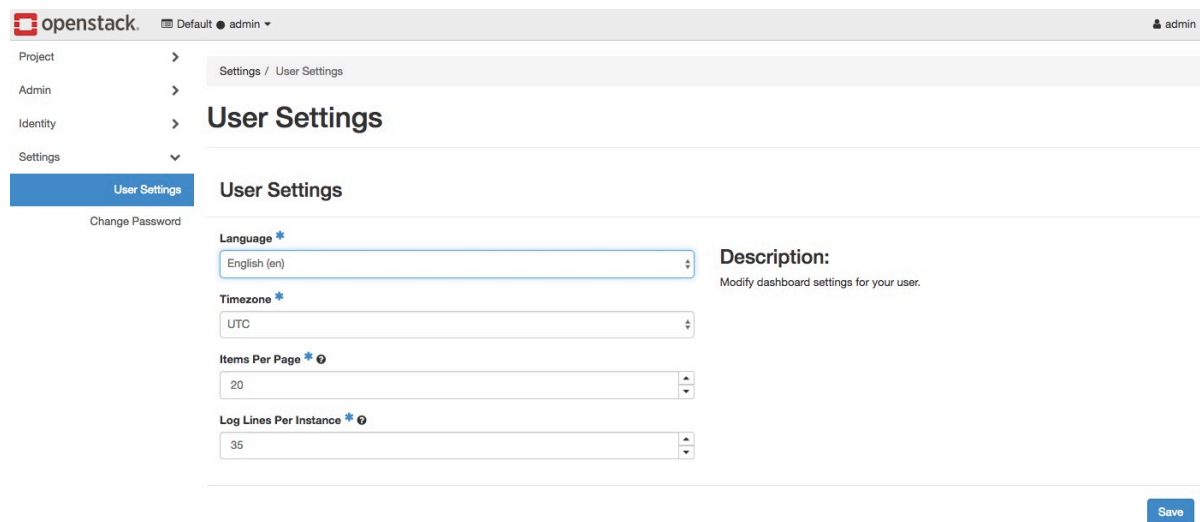 openstack. Default ● admin admin
Project
Admin
Identity
Settings
User Settings
Change Password
Settings / User Settings
User Settings
User Settings
Language *
English (en)
Timezone *
UTC
Items Per Page * ?
20
Log Lines Per Instance * ?
35
Description:
Modify dashboard settings for your user.
Save